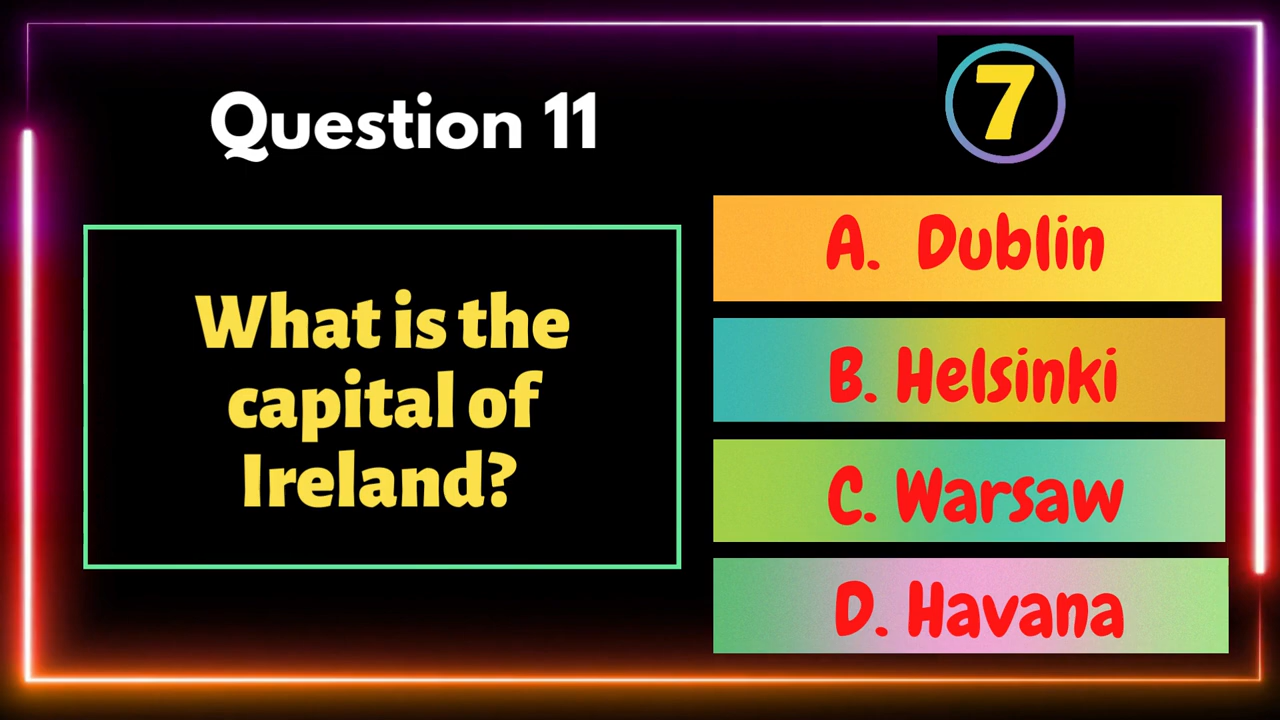 Question 11
7
What is the
capital of
Ireland?
A. Dublin
B. Helsinki
C. Warsaw
D. Havana